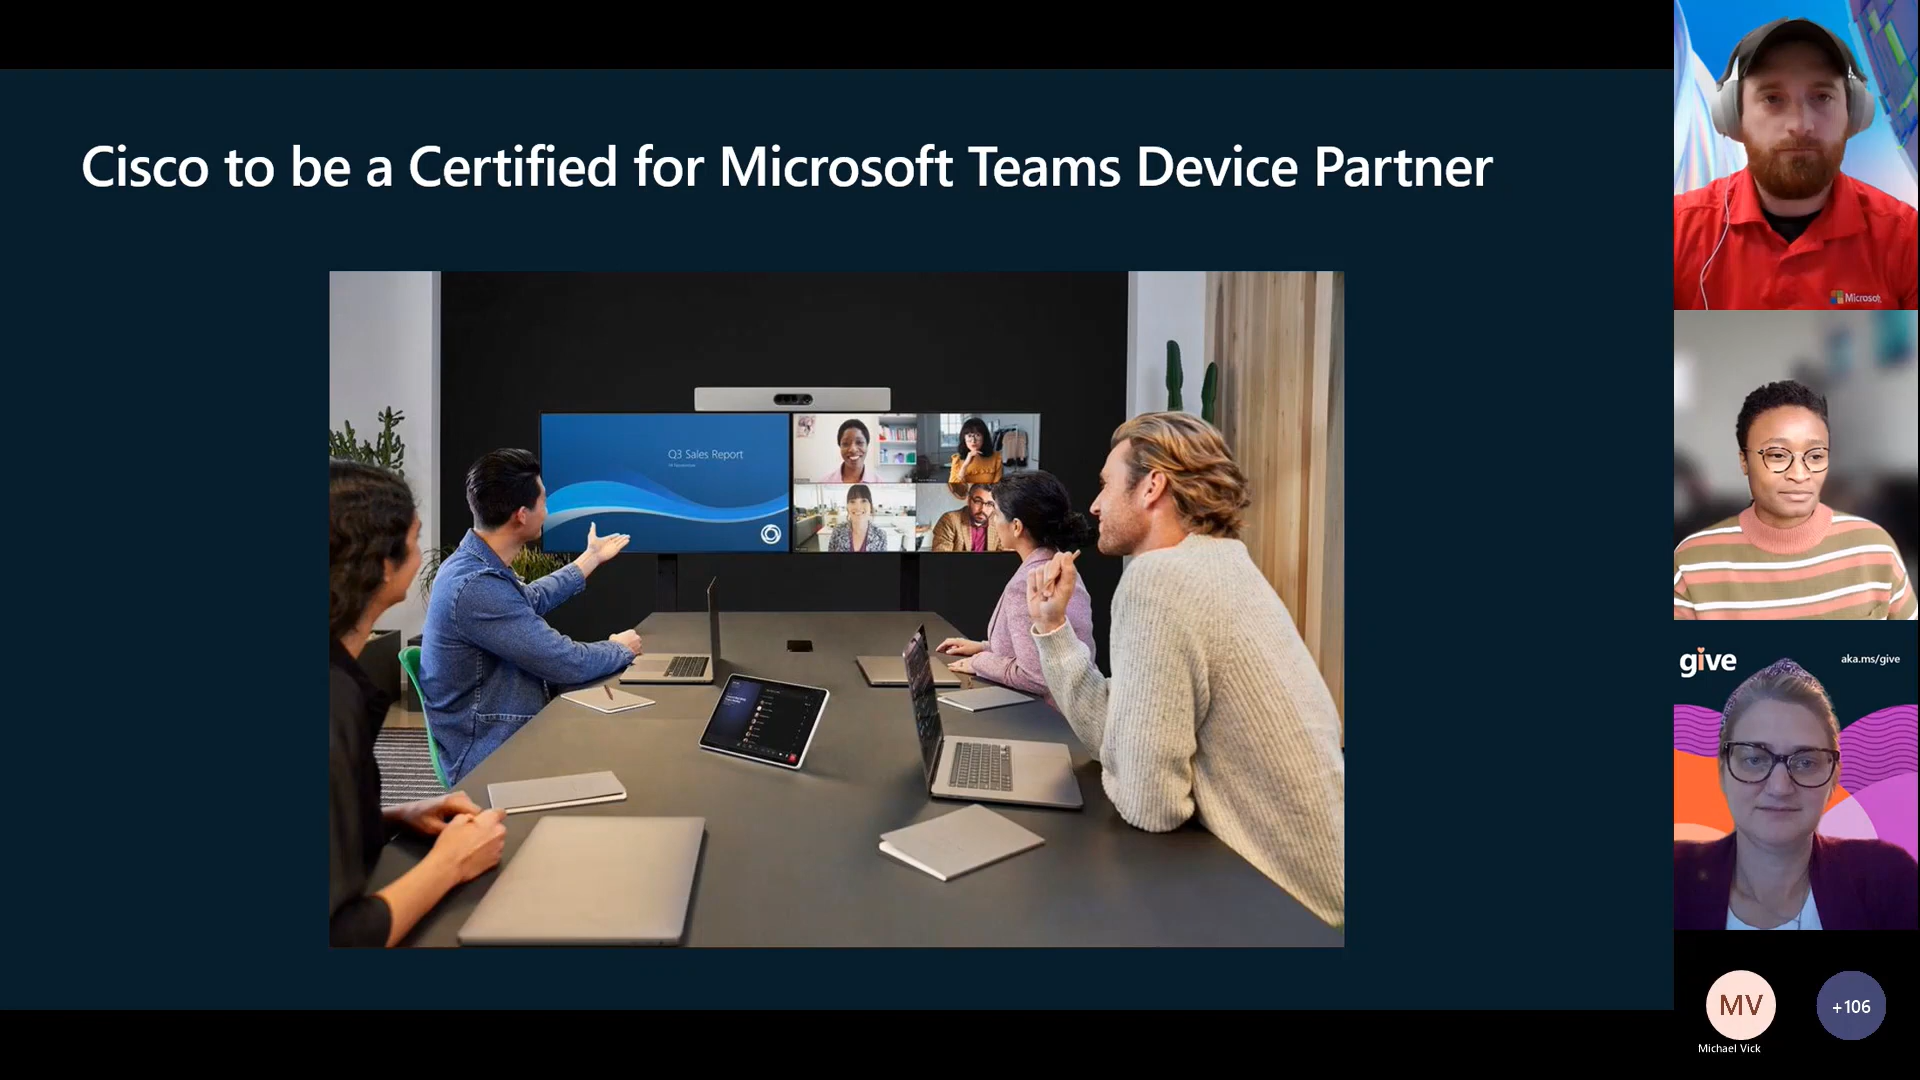 Cisco to be a Certified for Microsoft Teams Device Partner
Q3 Sales Report
Microsoft
give
aka.ms/give
MV
+106
Michael Vick